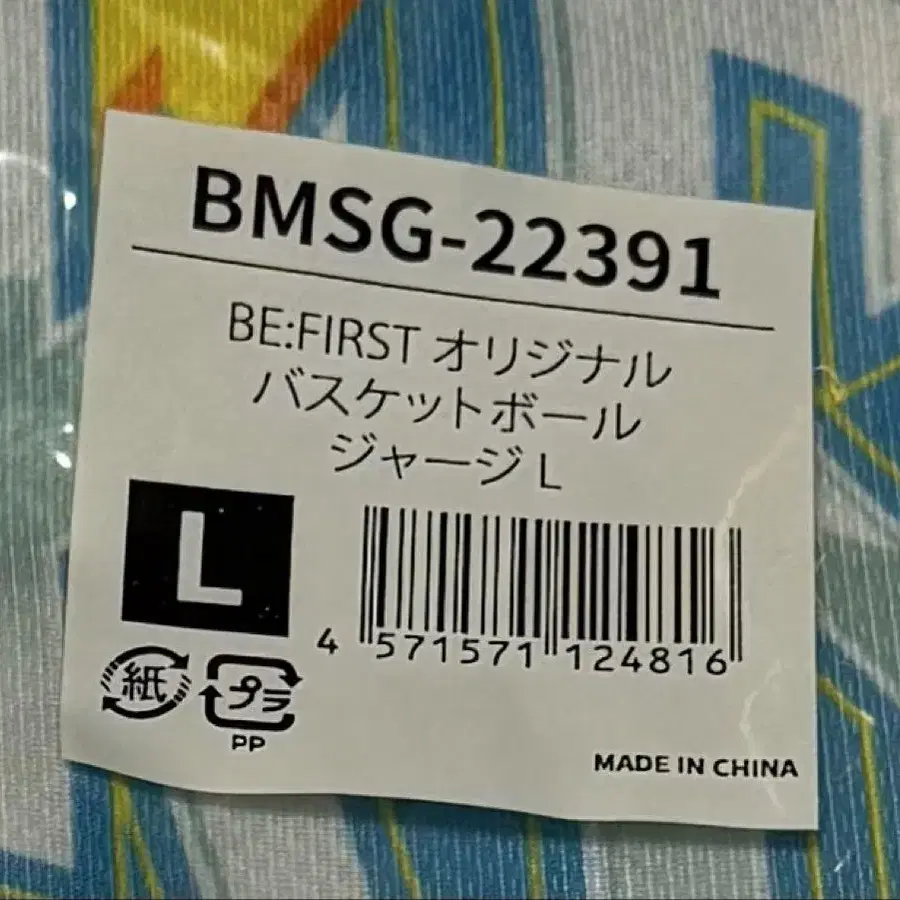 BMSG-22391
BE:FIRST オリジナル
バスケットボール
ジャージ L
L
4 571571 124816
紙
プラ
PP
MADE IN CHINA